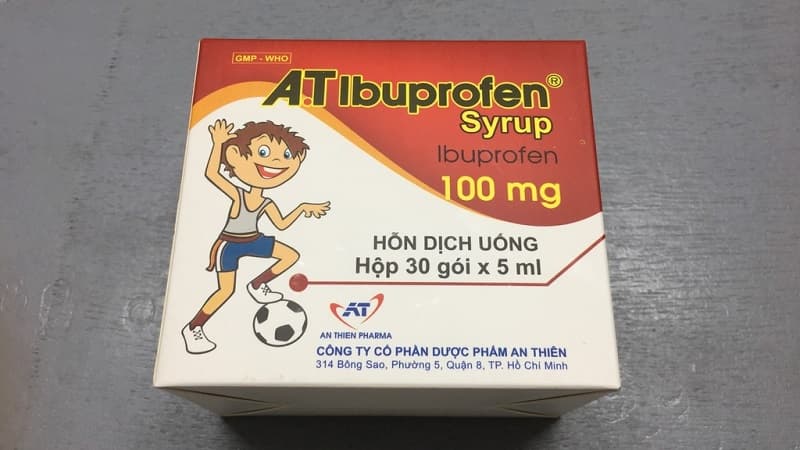 GMP - WHO
A.T Ibuprofen®
Syrup
Ibuprofen
100 mg
HỖN DỊCH UỐNG
Hộp 30 gói x 5 ml
AT
AN THIEN PHARMA
CÔNG TY CỔ PHẦN DƯỢC PHẨM AN THIÊN
314 Bông Sao, Phường 5, Quận 8, TP. Hồ Chí Minh